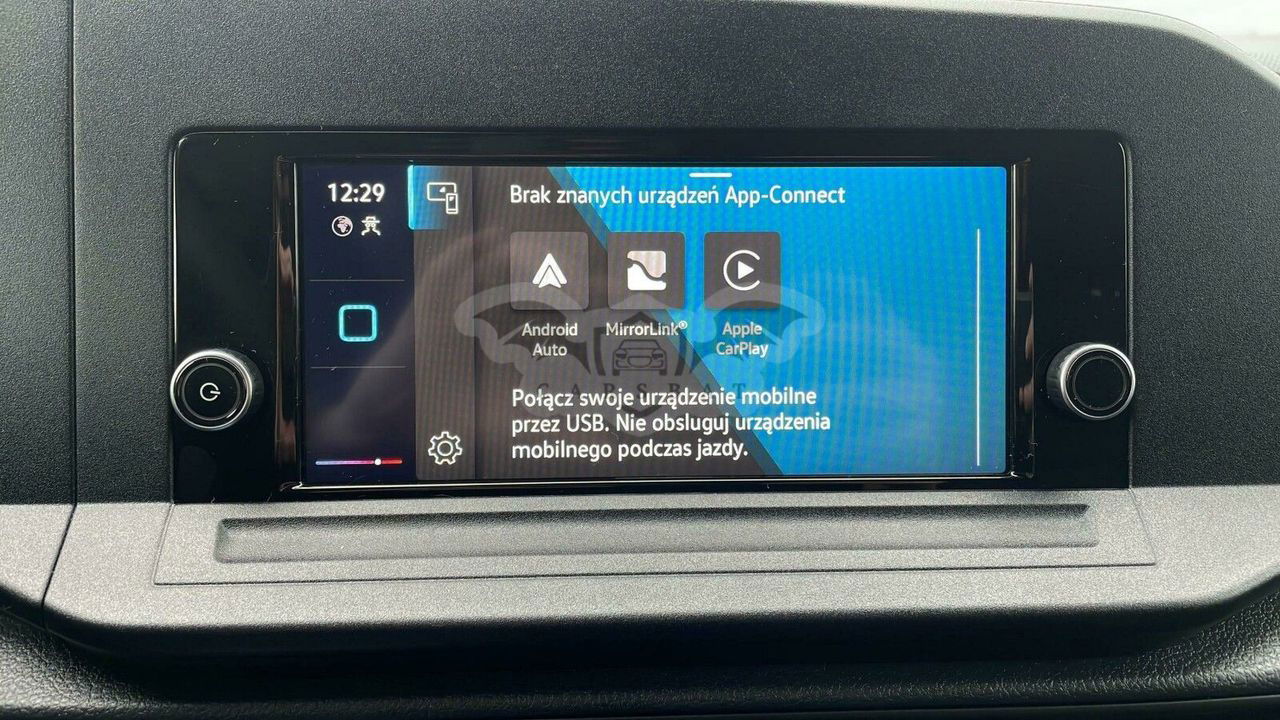 12:29
Brak znanych urządzeń App-Connect
Android
Auto
MirrorLink®
Apple
CarPlay
CARSBAT
Połącz swoje urządzenie mobilne
przez USB. Nie obsługuj urządzenia
mobilnego podczas jazdy.